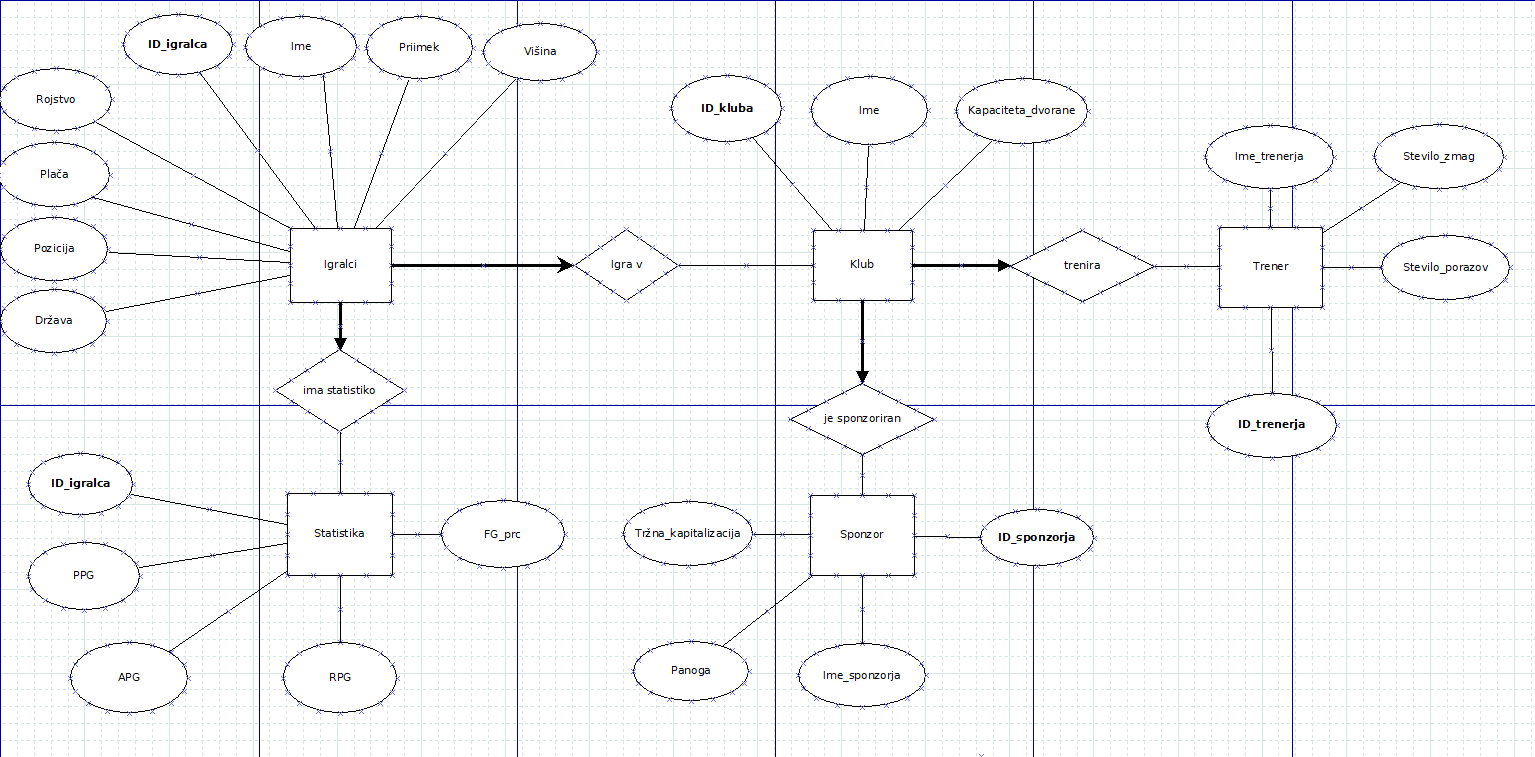 ID_igralca
Ime
Priimek
Višina
Rojstvo
Plača
Pozicija
Država
Igralci
Igra v
ID_kluba
Ime
Kapaciteta_dvorane
Klub
trenira
Ime_trenerja
Stevilo_zmag
Trener
Stevilo_porazov
ID_trenerja
ima statistiko
je sponzoriran
ID_igralca
PPG
APG
RPG
Statistika
FG_prc
Tržna_kapitalizacija
Sponzor
ID_sponzorja
Panoga
Ime_sponzorja